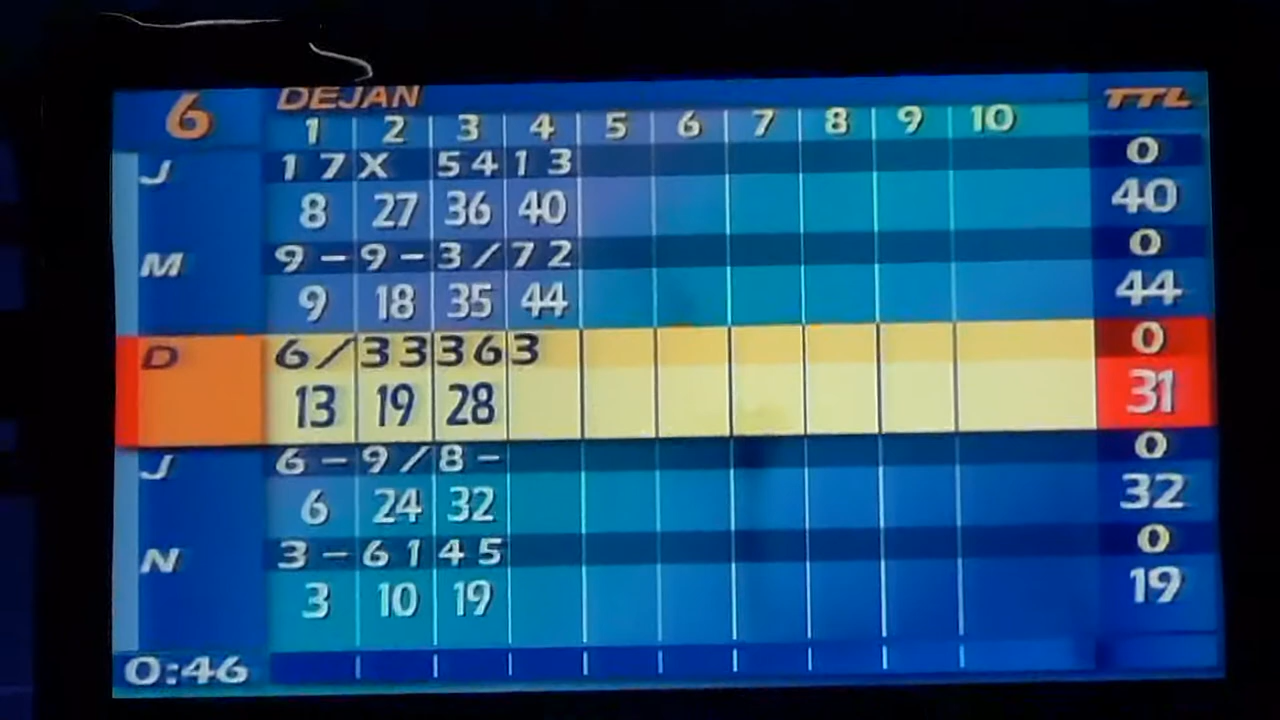 6 DEJAN TTL
1 2 3 4 5 6 7 8 9 10
J 1 7 X 5 4 1 3 0
8 27 36 40 40
M 9 - 9 - 3 / 7 2 0
9 18 35 44 44
D 6 / 3 3 3 6 3 0
13 19 28 31
J 6 - 9 / 8 - 0
6 24 32 32
N 3 - 6 1 4 5 0
3 10 19 19
0:46